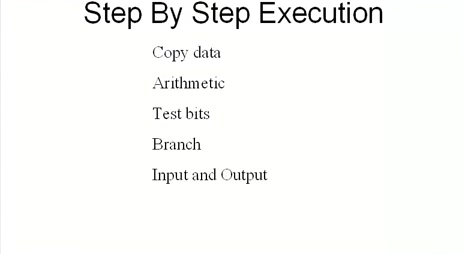 Step By Step Execution
Copy data
Arithmetic
Test bits
Branch
Input and Output